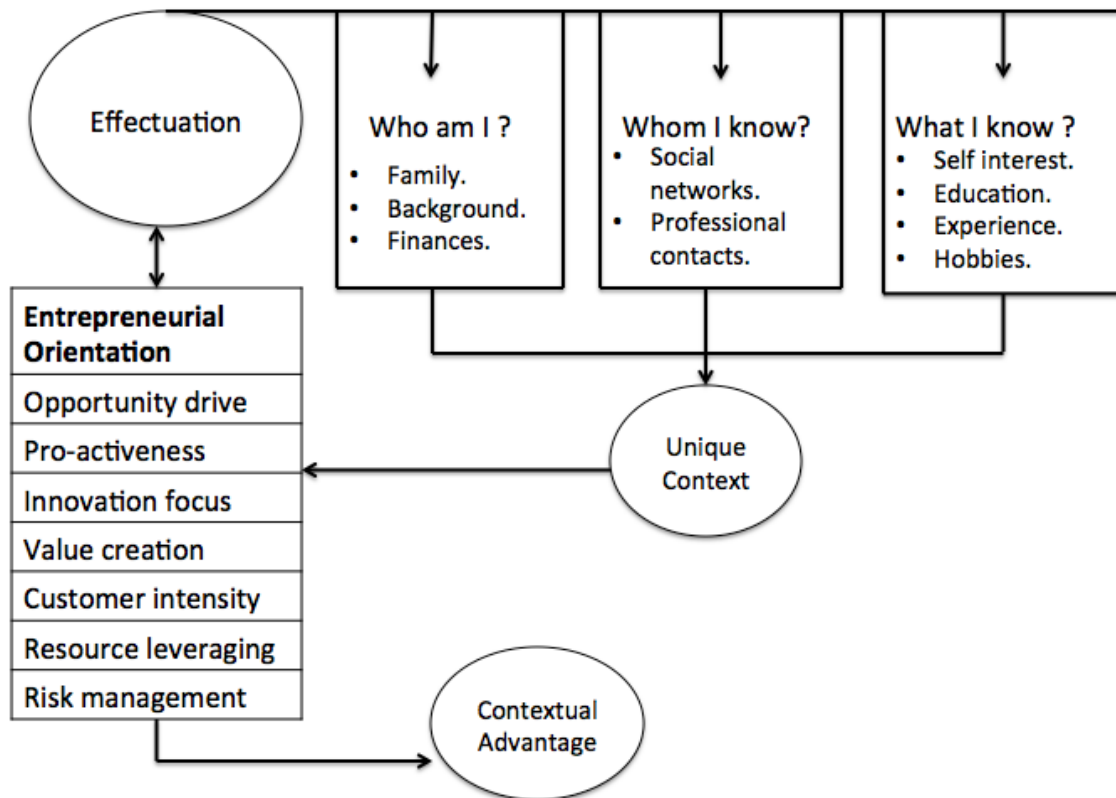 Effectuation
Who am I ?
• Family.
• Background.
• Finances.
Whom I know?
• Social
networks.
• Professional
contacts.
What I know ?
• Self interest.
• Education.
• Experience.
• Hobbies.
Entrepreneurial
Orientation
Opportunity drive
Pro-activeness
Innovation focus
Value creation
Customer intensity
Resource leveraging
Risk management
Unique
Context
Contextual
Advantage